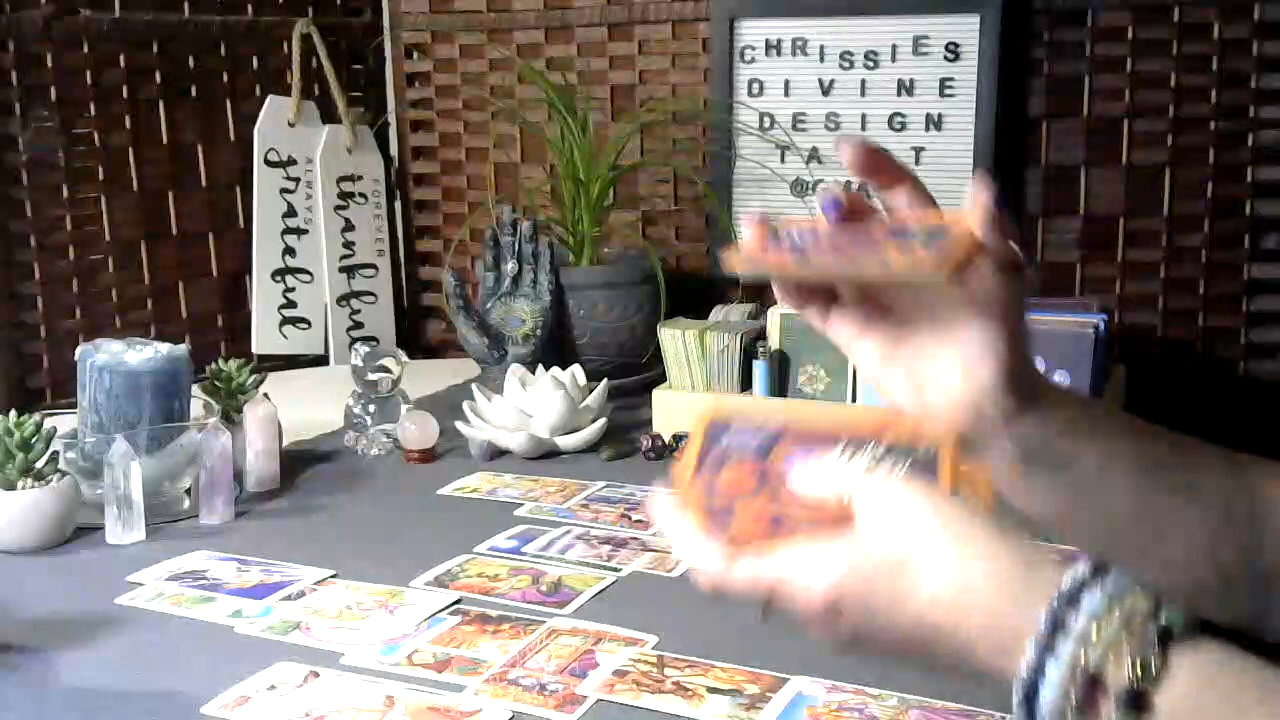 CHRISSIES
DIVINE
DESIGN
ALWAYS
grateful
FOREVER
thankful